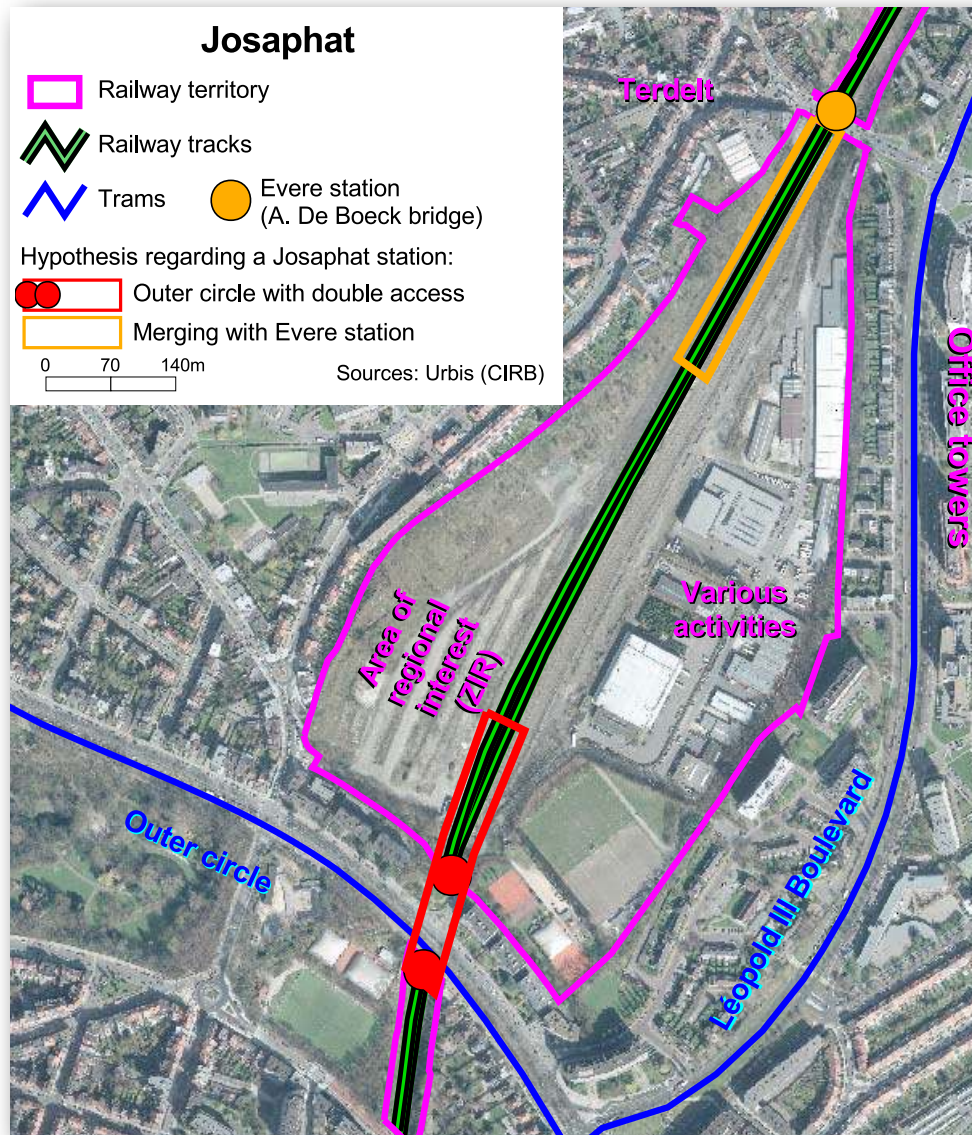 Josaphat
Railway territory
Railway tracks
Trams
Evere station
(A. De Boeck bridge)
Hypothesis regarding a Josaphat station:
Outer circle with double access
Merging with Evere station
0 70 140m
Sources: Urbis (CIRB)
Terdelt
Office towers
Various
activities
Area of
regional
interest
(ZIR)
Outer circle
Léopold III Boulevard